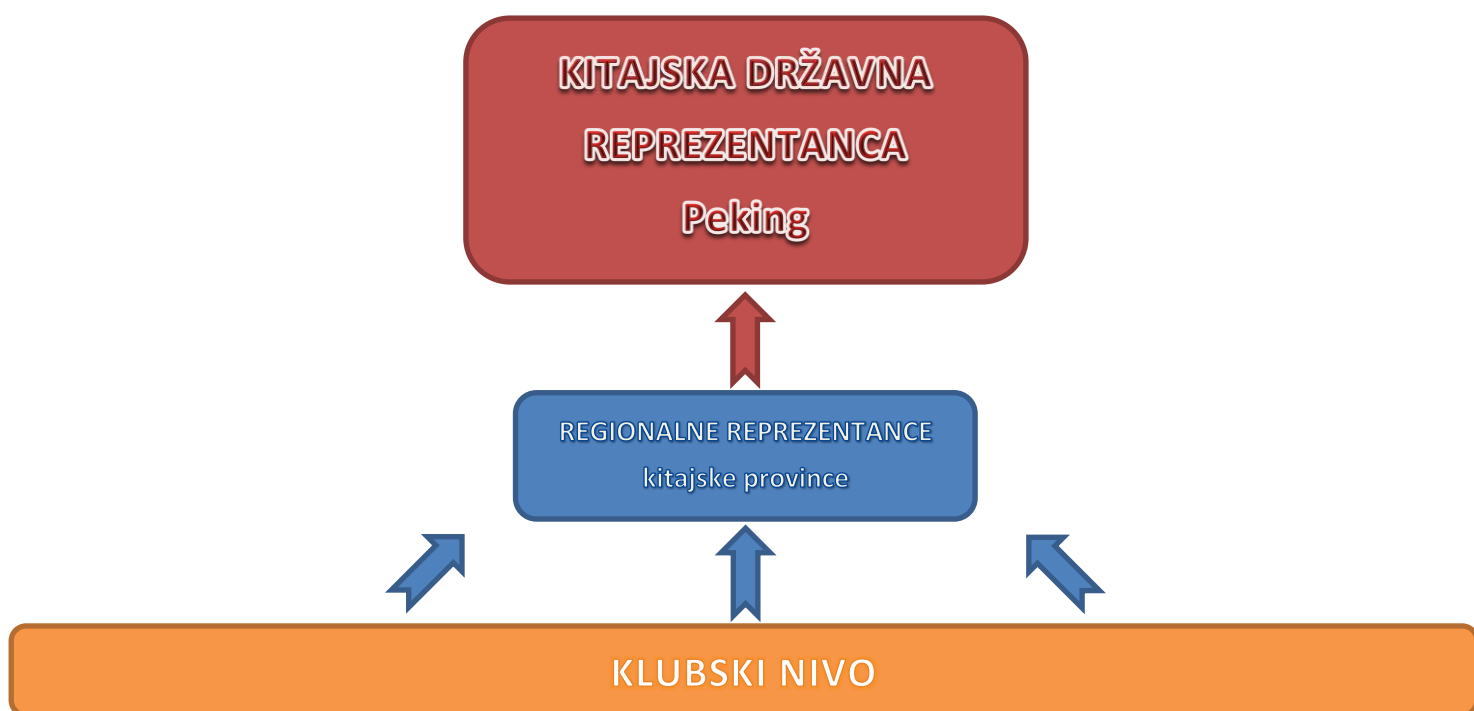 KITAJSKA DRŽAVNA
REPREZENTANCA
Peking
REGIONALNE REPREZENTANCE
kitajske province
KLUBSKI NIVO